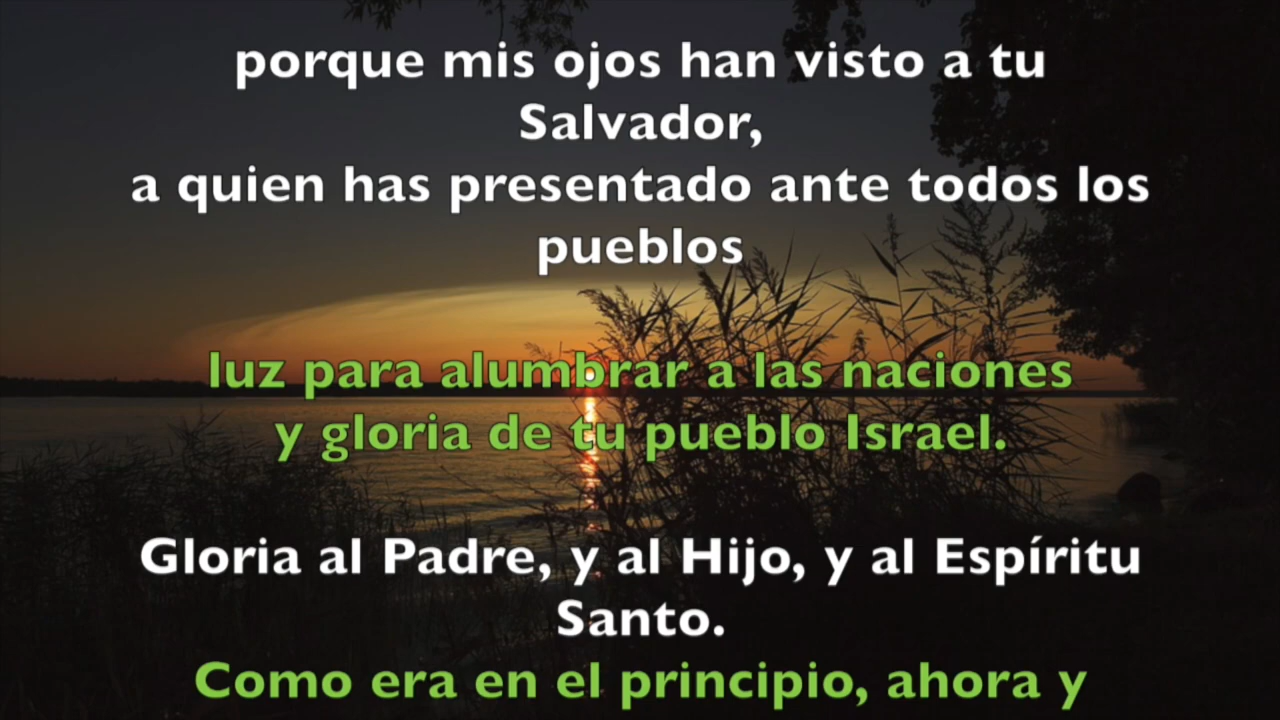 porque mis ojos han visto a tu
Salvador,
a quien has presentado ante todos los
pueblos
luz para alumbrar a las naciones
y gloria de tu pueblo Israel.
Gloria al Padre, y al Hijo, y al Espíritu
Santo.
Como era en el principio, ahora y